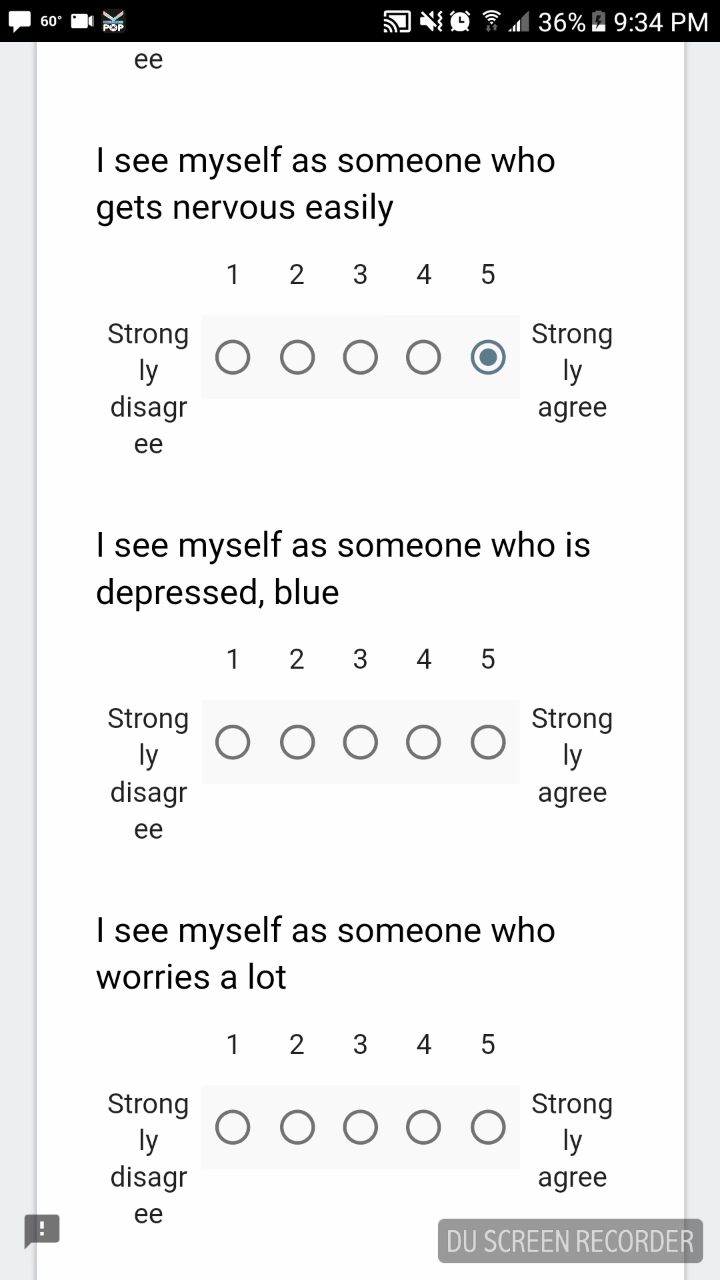 60° POP 36% 9:34 PM
ee
I see myself as someone who
gets nervous easily
1 2 3 4 5
Strong
ly
disagr
ee
Strong
ly
agree
I see myself as someone who is
depressed, blue
1 2 3 4 5
Strong
ly
disagr
ee
Strong
ly
agree
I see myself as someone who
worries a lot
1 2 3 4 5
Strong
ly
disagr
ee
Strong
ly
agree
!
DU SCREEN RECORDER